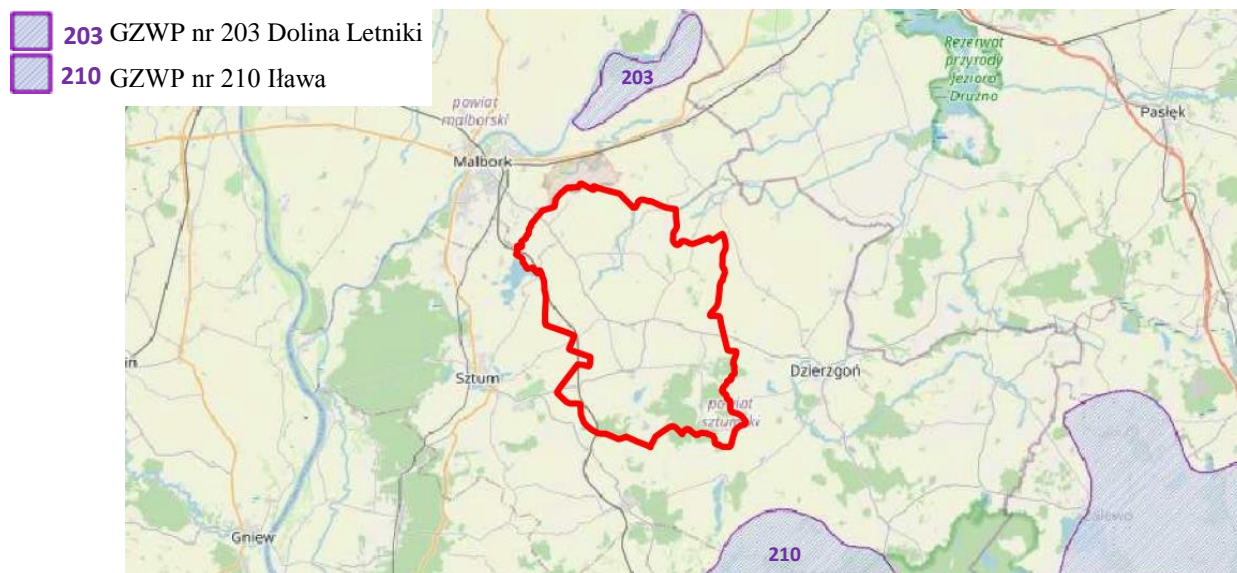 203 GZWP nr 203 Dolina Letniki
210 GZWP nr 210 Iława
203
Rezerwat
przyrody
Jezioro
Drużno
powiat
malborski
Pasłęk
Malbork
Sztum
Dzierzgoń
powiat
sztumski
Gniew
Zalewo
210